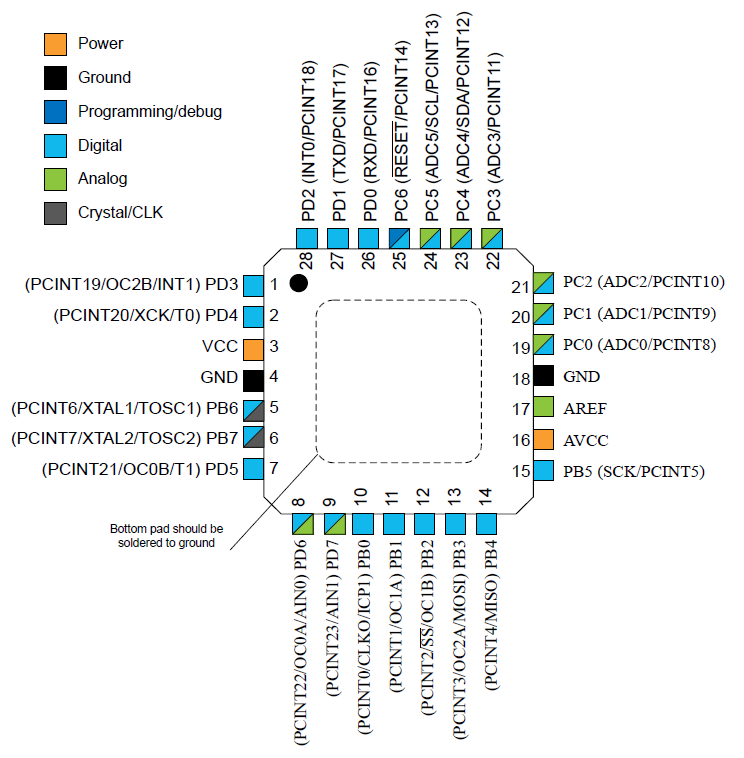 Power
Ground
Programming/debug
Digital
Analog
Crystal/CLK
PD2 (INT0/PCINT18)
PD1 (TXD/PCINT17)
PD0 (RXD/PCINT16)
PC6 (RESET/PCINT14)
PC5 (ADC5/SCL/PCINT13)
PC4 (ADC4/SDA/PCINT12)
PC3 (ADC3/PCINT11)
28
27
26
25
24
23
22
(PCINT19/OC2B/INT1) PD3
1
(PCINT20/XCK/T0) PD4
2
VCC
3
GND
4
(PCINT6/XTAL1/TOSC1) PB6
5
(PCINT7/XTAL2/TOSC2) PB7
6
(PCINT21/OC0B/T1) PD5
7
21
PC2 (ADC2/PCINT10)
20
PC1 (ADC1/PCINT9)
19
PC0 (ADC0/PCINT8)
18
GND
17
AREF
16
AVCC
15
PB5 (SCK/PCINT5)
8
9
10
11
12
13
14
Bottom pad should be
soldered to ground
(PCINT22/OC0A/AIN0) PD6
(PCINT23/AIN1) PD7
(PCINT0/CLKO/ICP1) PB0
(PCINT1/OC1A) PB1
(PCINT2/SS/OC1B) PB2
(PCINT3/OC2A/MOSI) PB3
(PCINT4/MISO) PB4